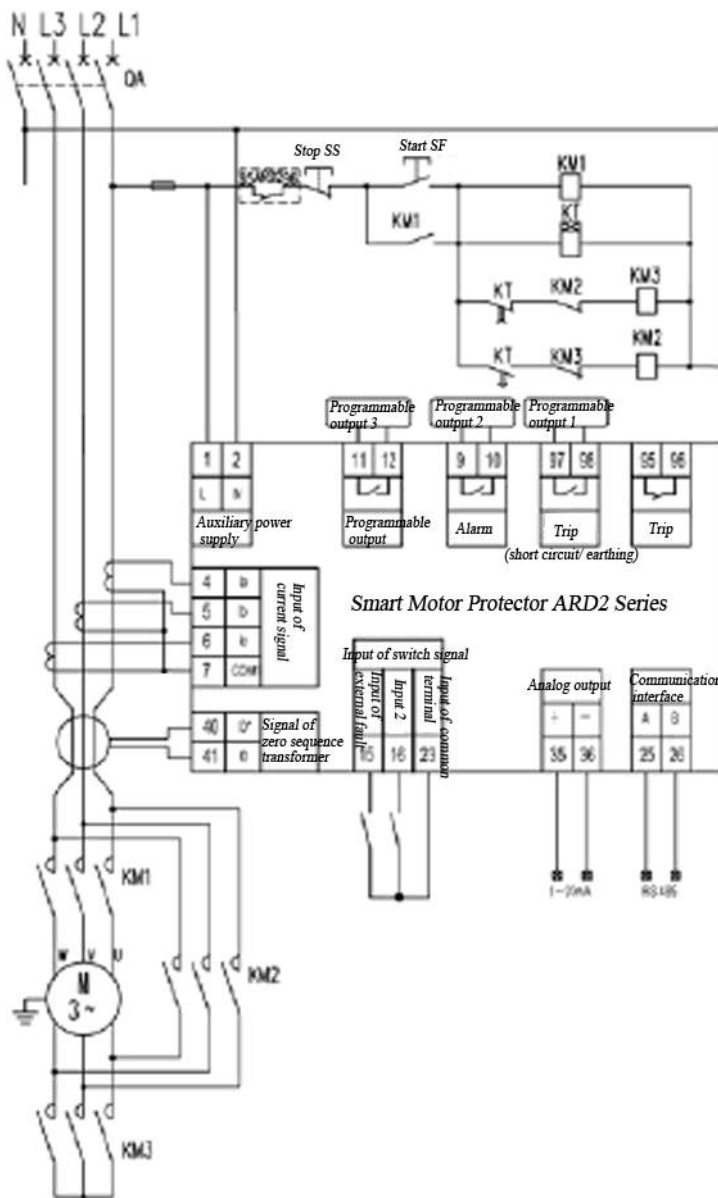 N L3 L2 L1
QA
Stop SS
Start SF
KM1
KM1
KT
KT
KM2
KM3
KT
KM3
KM2
Programmable
output 3
Programmable
output 2
Programmable
output 1
1 2
11 12
9 10
97 98
95 96
L N
Auxiliary power
supply
Programmable
output
Alarm
Trip
(short circuit/ earthing)
Trip
4
5
6
7
Input of
current signal
Smart Motor Protector ARD2 Series
40
41
Signal of
zero sequence
transformer
Input of switch signal
Input of
external fault
Input 2
Input of common
terminal
15 16 23
Analog output
+ −
35 36
Communication
interface
A B
25 26
RS485
KM1
W V U
M
3 ~
KM2
KM3